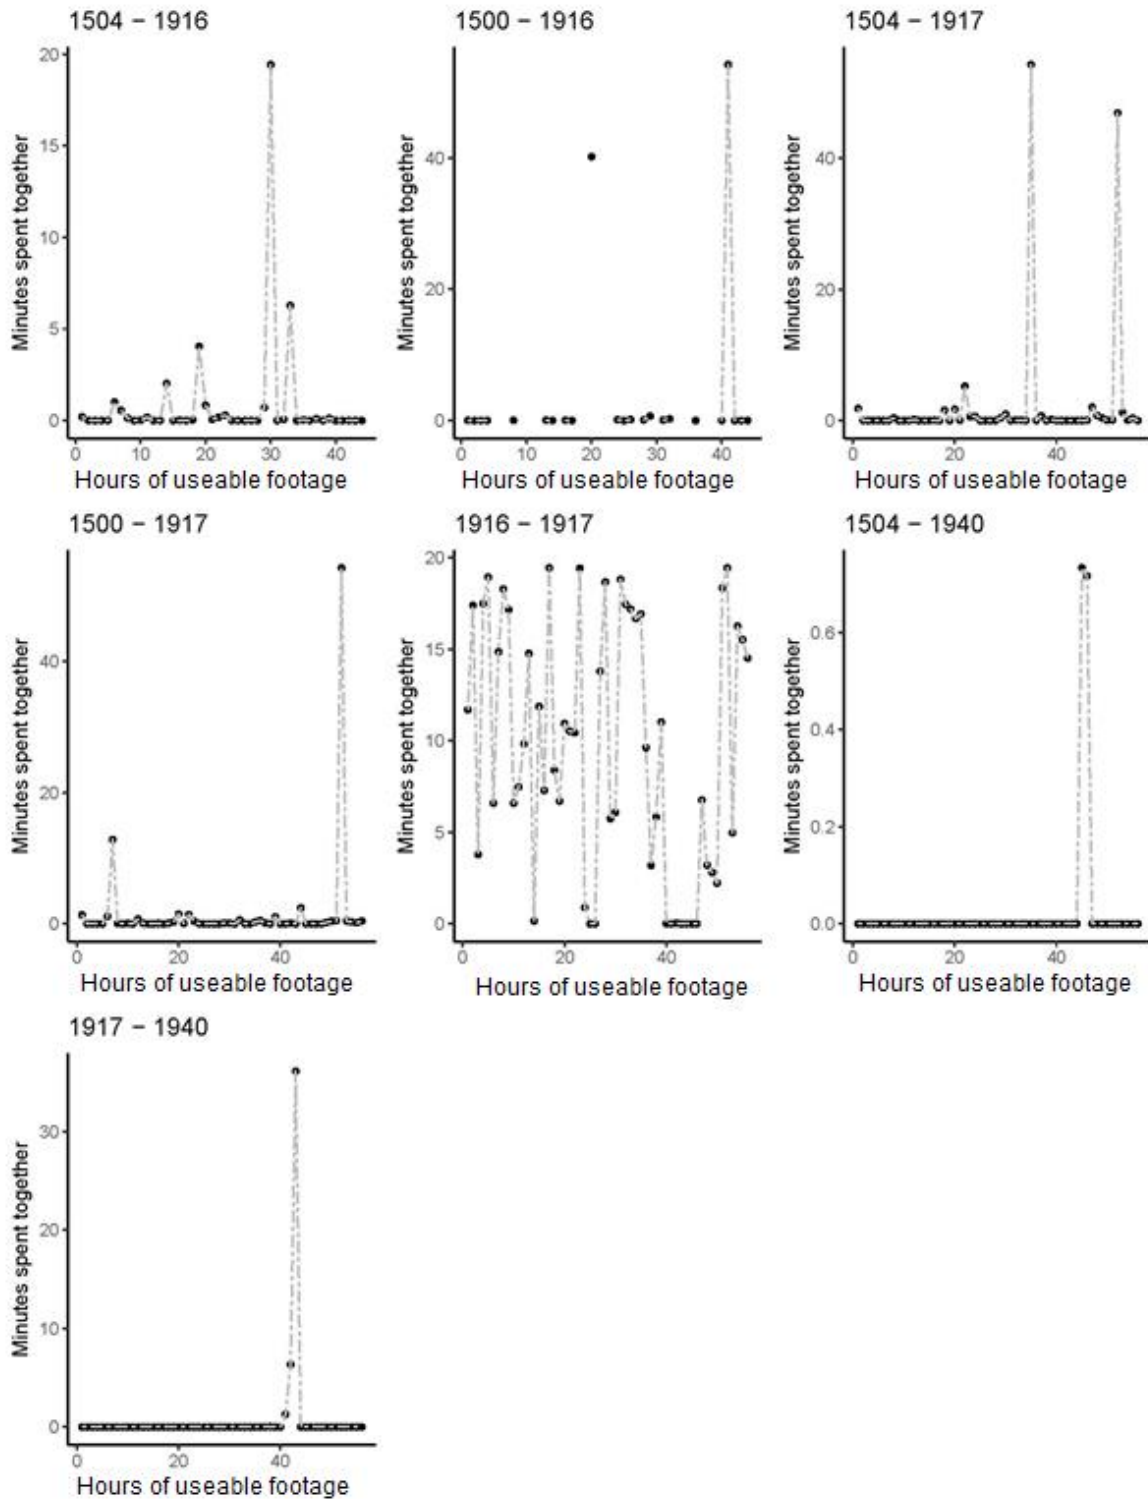 1504 – 1916
Minutes spent together
20
15
10
5
0
0 10 20 30 40
Hours of useable footage
1500 – 1916
Minutes spent together
40
20
0
0 10 20 30 40
Hours of useable footage
1504 – 1917
Minutes spent together
40
20
0
20 40
Hours of useable footage
1500 – 1917
Minutes spent together
40
20
0
0 20 40
Hours of useable footage
1916 – 1917
Minutes spent together
20
15
10
5
0
0 20 40
Hours of useable footage
1504 – 1940
Minutes spent together
0.6
0.4
0.2
0.0
0 20 40
Hours of useable footage
1917 – 1940
Minutes spent together
30
20
10
0
0 20 40
Hours of useable footage